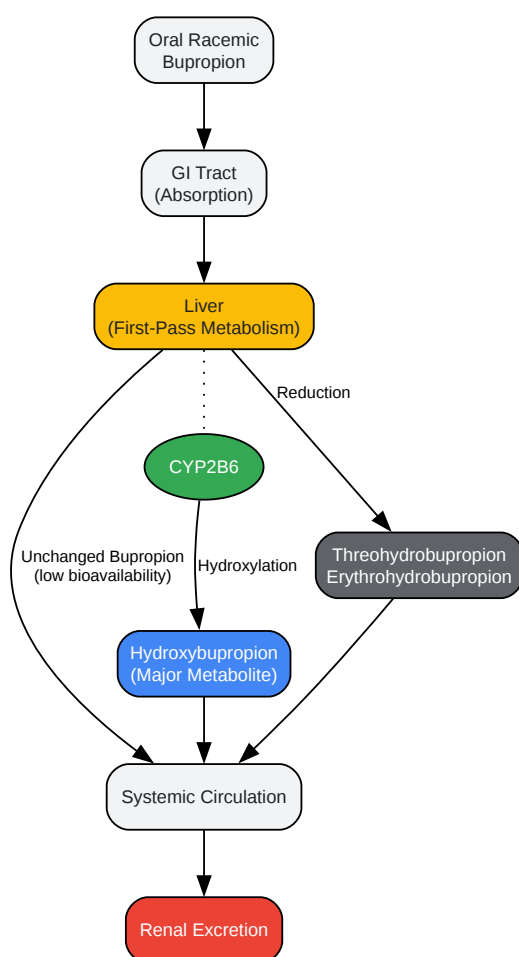 Oral Racemic
Bupropion
GI Tract
(Absorption)
Liver
(First-Pass Metabolism)
Reduction
CYP2B6
Unchanged Bupropion
(low bioavailability)
Hydroxylation
Threohydrobupropion
Erythrohydrobupropion
Hydroxybupropion
(Major Metabolite)
Systemic Circulation
Renal Excretion